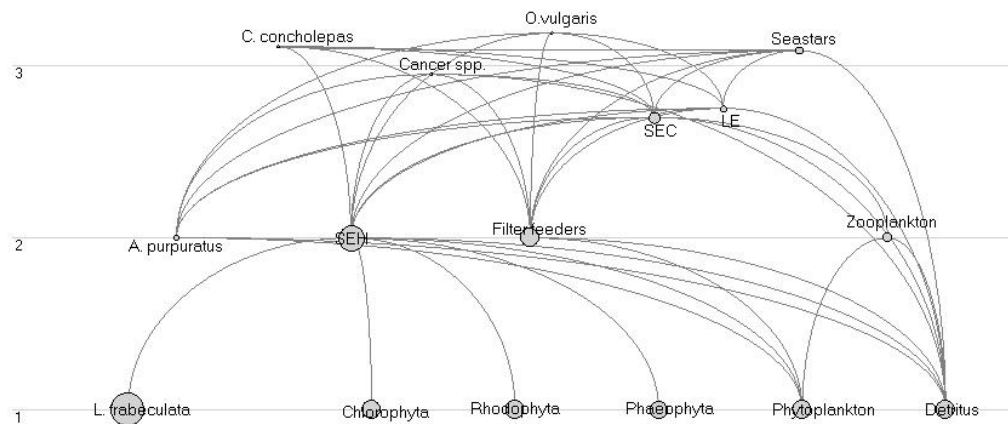 O.vulgaris
C. concholepas
Seastars
3
Cancer spp.
LE
SEC
Zooplankton
Filter feeders
2
A. purpuratus
SEH
1
L. trabeculata
Chlorophyta
Rhodophyta
Phaeophyta
Phytoplankton
Detritus